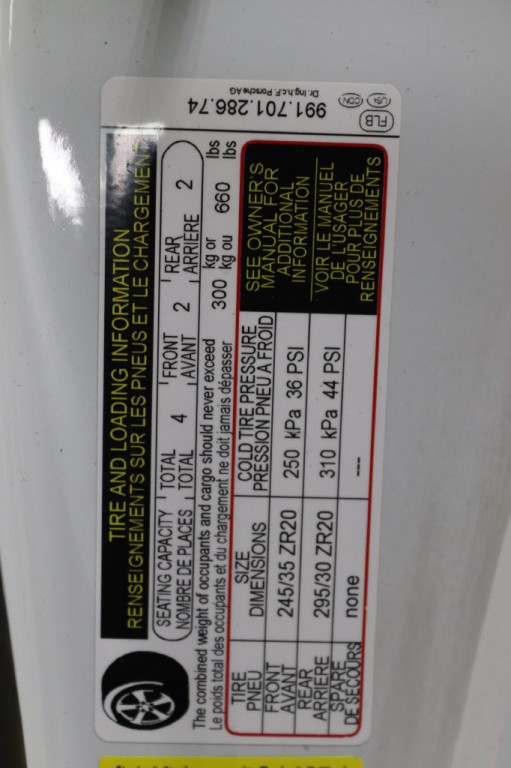 TIRE AND LOADING INFORMATION
RENSEIGNEMENTS SUR LES PNEUS ET LE CHARGEMENT
SEATING CAPACITY TOTAL 4 FRONT 2 REAR 2
NOMBRE DE PLACES TOTAL AVANT ARRIÈRE
The combined weight of occupants and cargo should never exceed 300 kg or 660 lbs
Le poids total des occupants et du chargement ne doit jamais dépasser kg ou lbs
TIRE SIZE COLD TIRE PRESSURE
PNEU DIMENSIONS PRESSION PNEU À FROID
FRONT
AVANT 245/35 ZR20 250 kPa 36 PSI
REAR
ARRIERE 295/30 ZR20 310 kPa 44 PSI
SPARE
DE SECOURS none ---
SEE OWNER'S
MANUAL FOR
ADDITIONAL
INFORMATION
VOIR LE MANUEL
DE L'USAGER
POUR PLUS DE
RENSEIGNEMENTS
Dr. Ing.h.c.F. Porsche AG
991.701.286.74
USA CDN
FLB